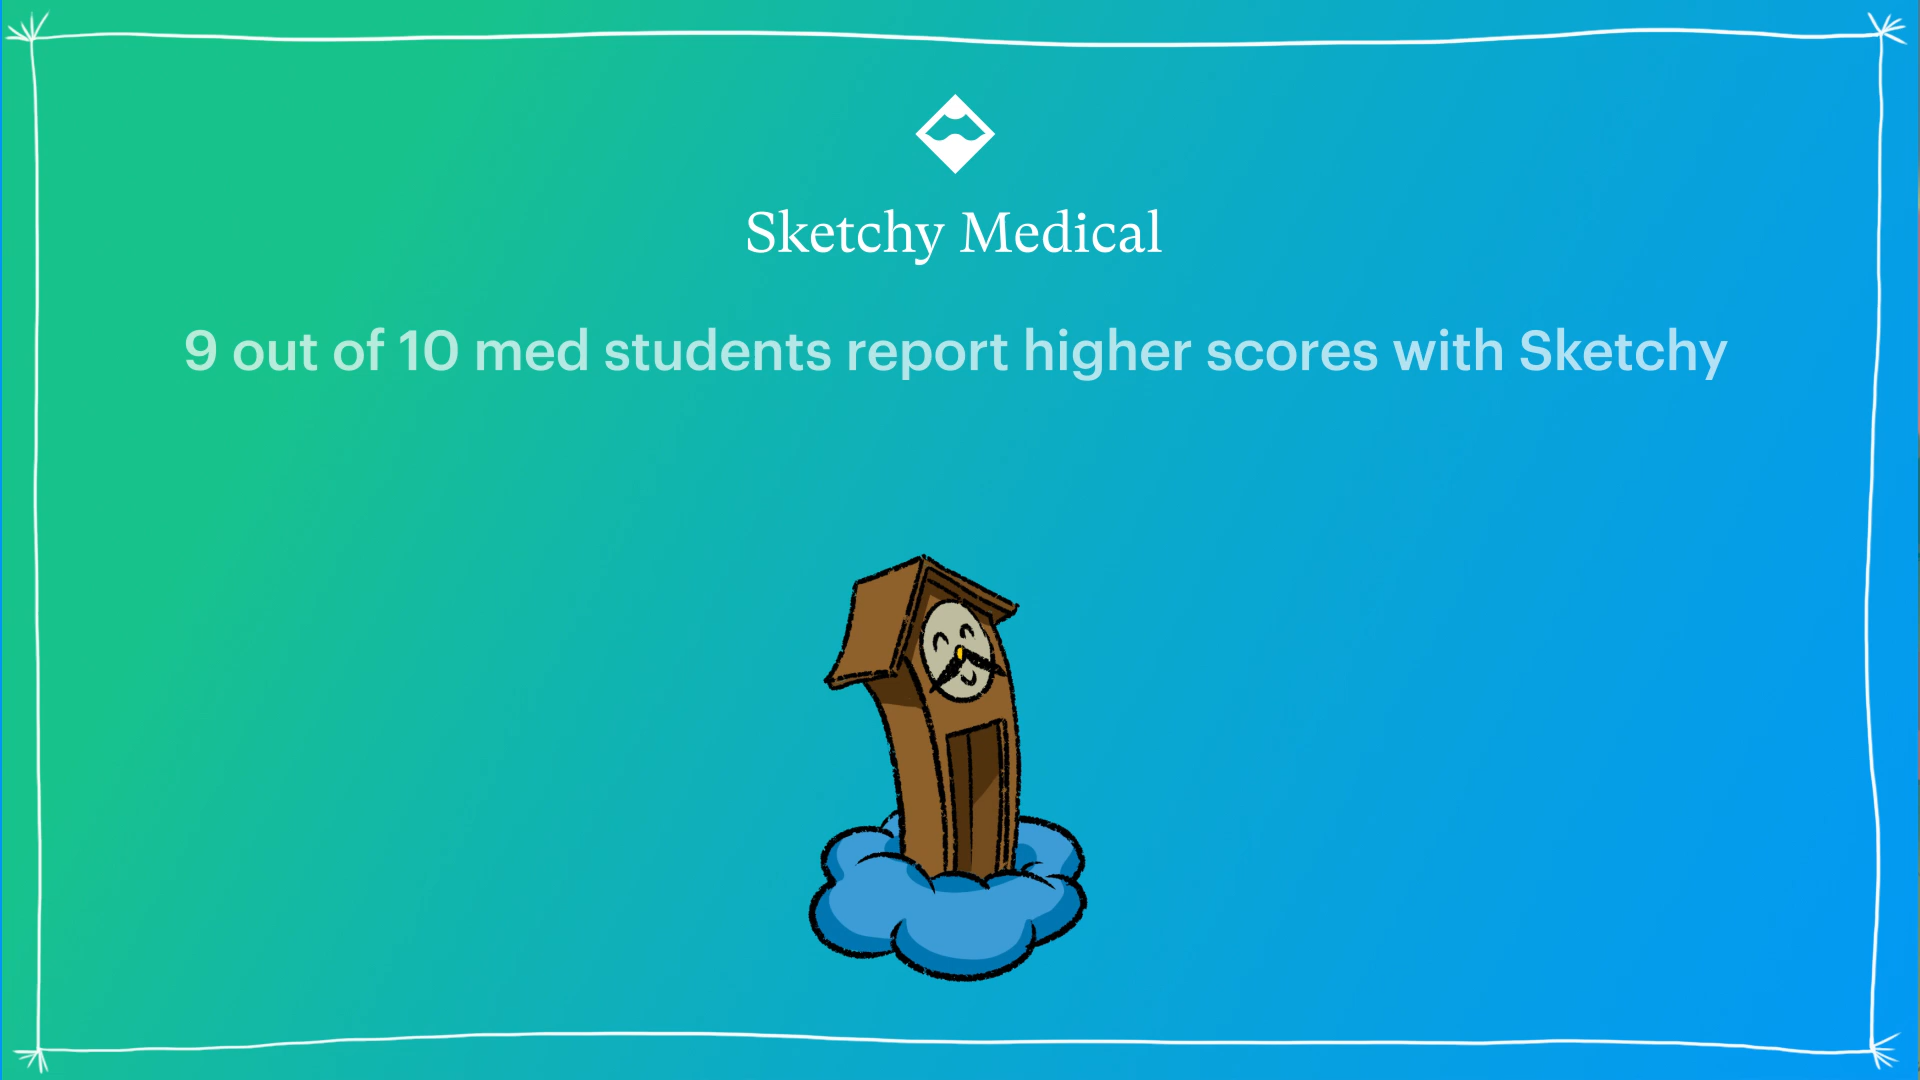 Sketchy Medical
9 out of 10 med students report higher scores with Sketchy